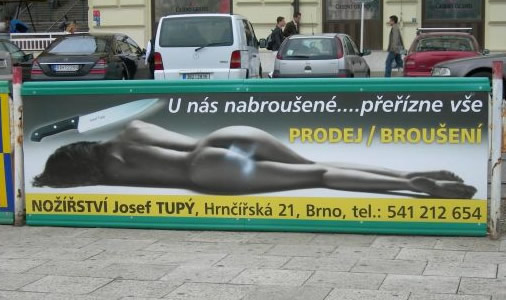 U nás nabroušené....přeřízne vše
PRODEJ / BROUŠENÍ
NOŽÍŘSTVÍ Josef TUPÝ, Hrnčířská 21, Brno, tel.: 541 212 654